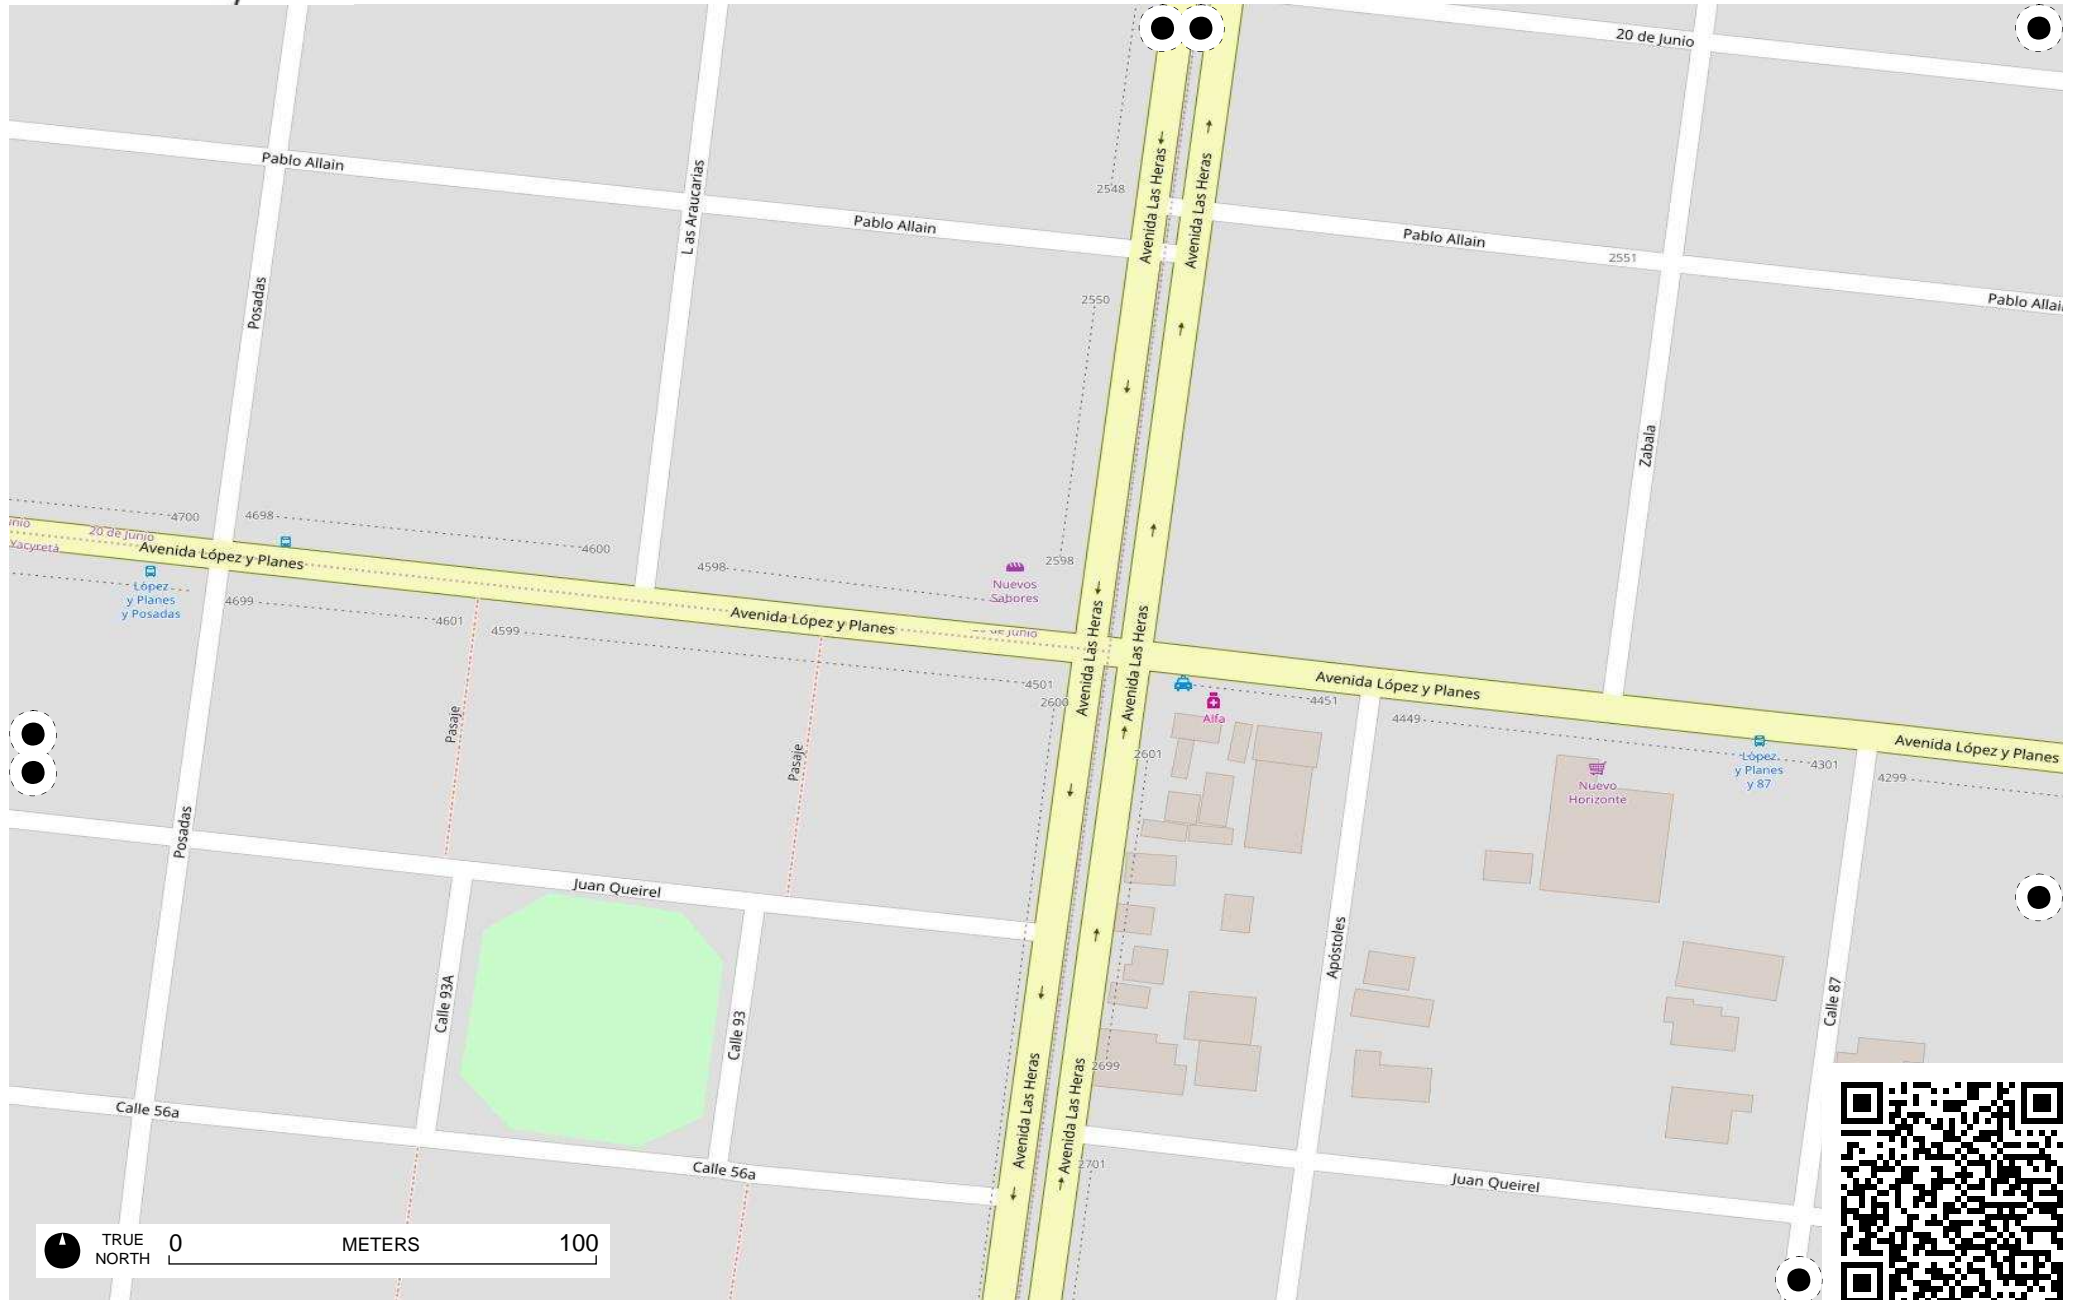 20 de Junio
Pablo Allain
Las Araucarias
Pablo Allain
2548
Avenida Las Heras
Avenida Las Heras
Pablo Allain
2551
Pablo Allai
Posadas
2550
Zabala
4700
4698
4600
4598
2598
Nuevos
Sabores
unio
20 de Junio
Yacyretá
Avenida López y Planes
López
y Planes
y Posadas
4699
4601
4599
Avenida López y Planes
4501
2600
Avenida Las Heras
Avenida Las Heras
Alfa
Avenida López y Planes
4451
4449
Avenida López y Planes
López
y Planes
y 87
4301
4299
Nuevo
Horizonte
2601
Pasaje
Pasaje
Posadas
Juan Queirel
Apóstoles
Calle 93A
Calle 93
Calle 87
Avenida Las Heras
Avenida Las Heras
2699
2701
Calle 56a
Calle 56a
Juan Queirel
TRUE
NORTH
0 METERS 100